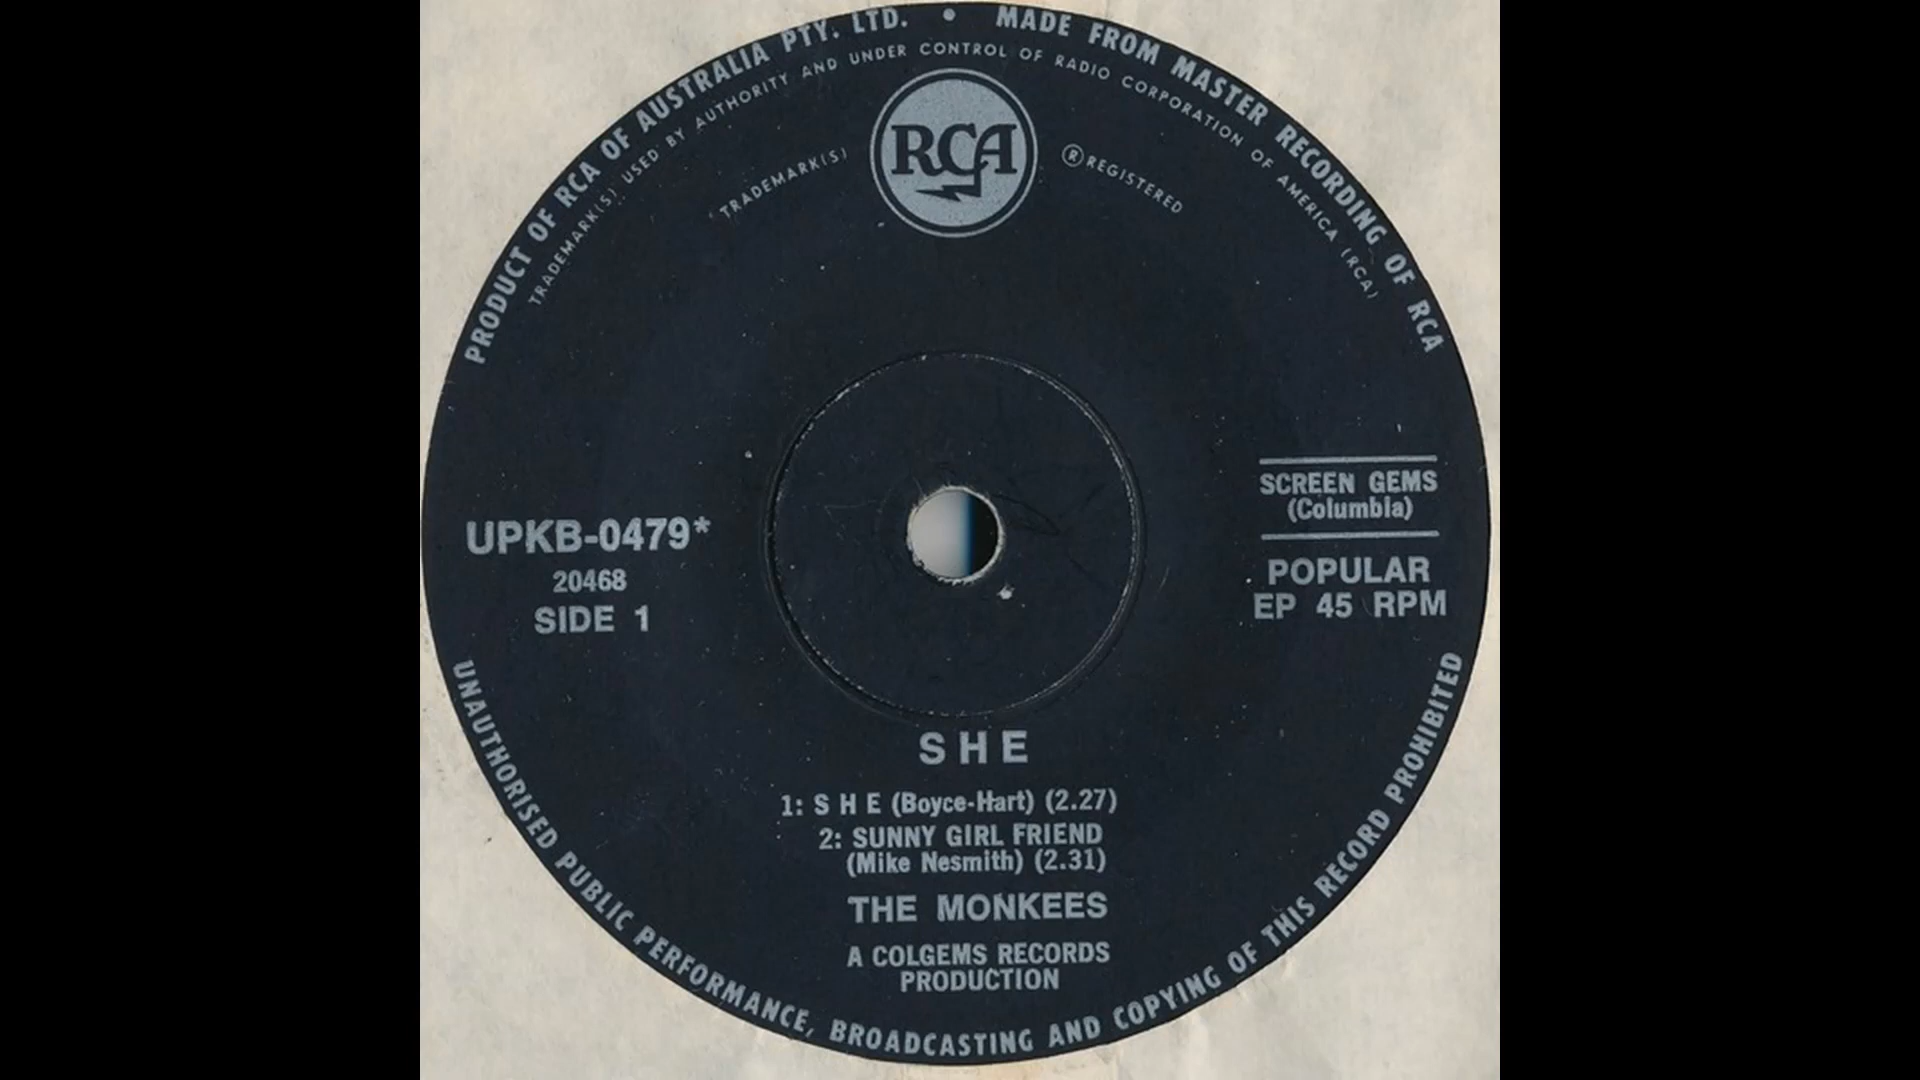 PRODUCT OF RCA OF AUSTRALIA PTY. LTD. • MADE FROM MASTER RECORDING OF RCA
TRADEMARK(S) USED BY AUTHORITY AND UNDER CONTROL OF RADIO CORPORATION OF AMERICA (RCA)
TRADEMARK(S) RCA ® REGISTERED
SCREEN GEMS
(Columbia)
UPKB-0479*
20468
SIDE 1
POPULAR
EP 45 RPM
SHE
1: S H E (Boyce-Hart) (2.27)
2: SUNNY GIRL FRIEND
(Mike Nesmith) (2.31)
THE MONKEES
A COLGEMS RECORDS
PRODUCTION
UNAUTHORISED PUBLIC PERFORMANCE, BROADCASTING AND COPYING OF THIS RECORD PROHIBITED